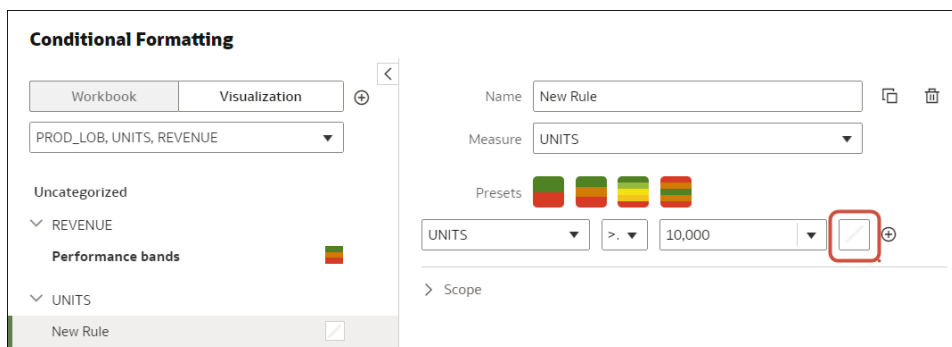 Conditional Formatting
Workbook
Visualization
PROD_LOB, UNITS, REVENUE
Uncategorized
REVENUE
Performance bands
UNITS
New Rule
Name
New Rule
Measure
UNITS
Presets
UNITS
>.
10,000
Scope